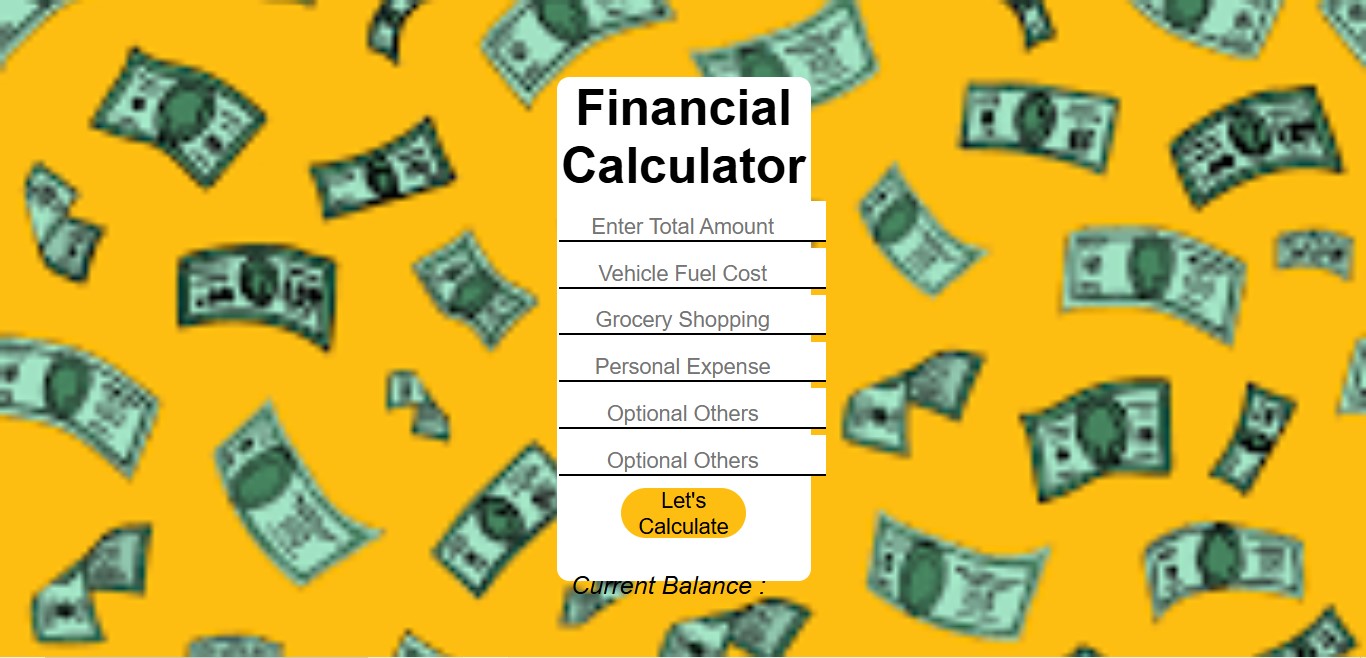 Financial
Calculator
Enter Total Amount
Vehicle Fuel Cost
Grocery Shopping
Personal Expense
Optional Others
Optional Others
Let's
Calculate
Current Balance :